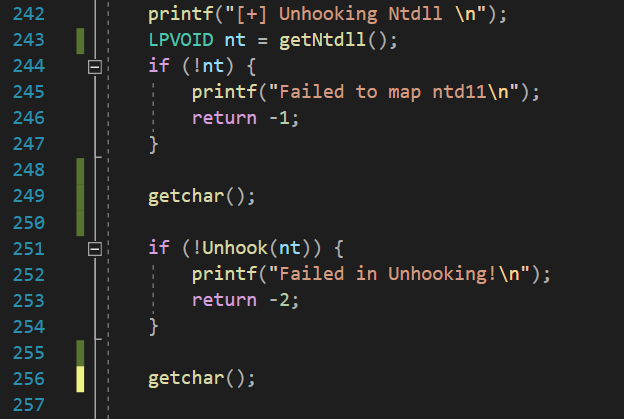 242 printf("[+] Unhooking Ntdll \n");
243 LPVOID nt = getNtdll();
244 if (!nt) {
245 printf("Failed to map ntd11\n");
246 return -1;
247 }
248
249 getchar();
250
251 if (!Unhook(nt)) {
252 printf("Failed in Unhooking!\n");
253 return -2;
254 }
255
256 getchar();
257